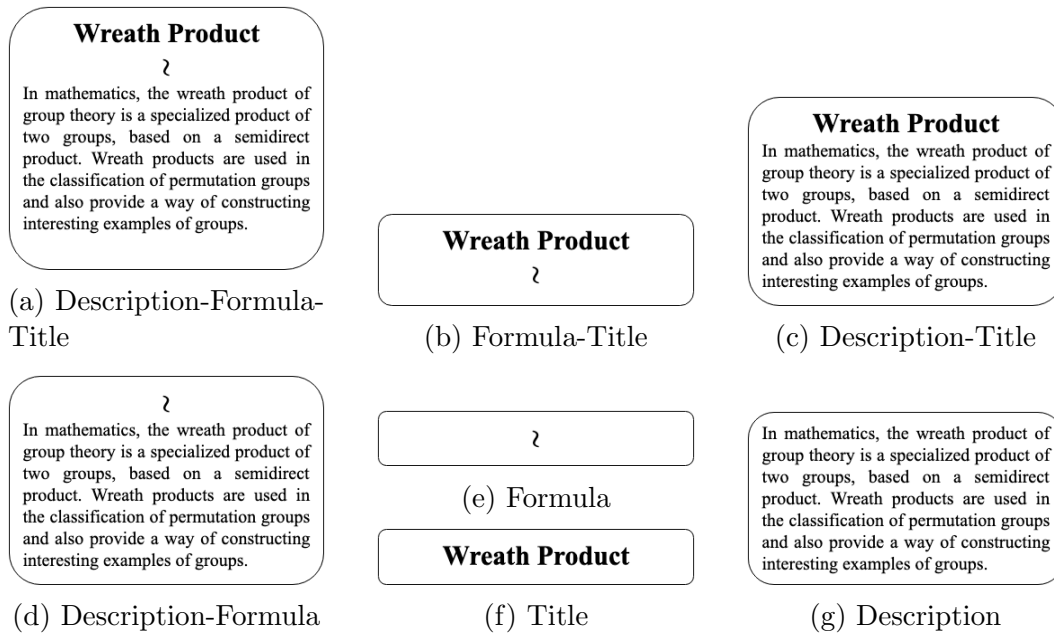 Wreath Product
≀
In mathematics, the wreath product of
group theory is a specialized product of
two groups, based on a semidirect
product. Wreath products are used in
the classification of permutation groups
and also provide a way of constructing
interesting examples of groups.
(a) Description-Formula-
Title
Wreath Product
≀
(b) Formula-Title
Wreath Product
In mathematics, the wreath product of
group theory is a specialized product of
two groups, based on a semidirect
product. Wreath products are used in
the classification of permutation groups
and also provide a way of constructing
interesting examples of groups.
(c) Description-Title
≀
In mathematics, the wreath product of
group theory is a specialized product of
two groups, based on a semidirect
product. Wreath products are used in
the classification of permutation groups
and also provide a way of constructing
interesting examples of groups.
(d) Description-Formula
≀
(e) Formula
Wreath Product
(f) Title
In mathematics, the wreath product of
group theory is a specialized product of
two groups, based on a semidirect
product. Wreath products are used in
the classification of permutation groups
and also provide a way of constructing
interesting examples of groups.
(g) Description